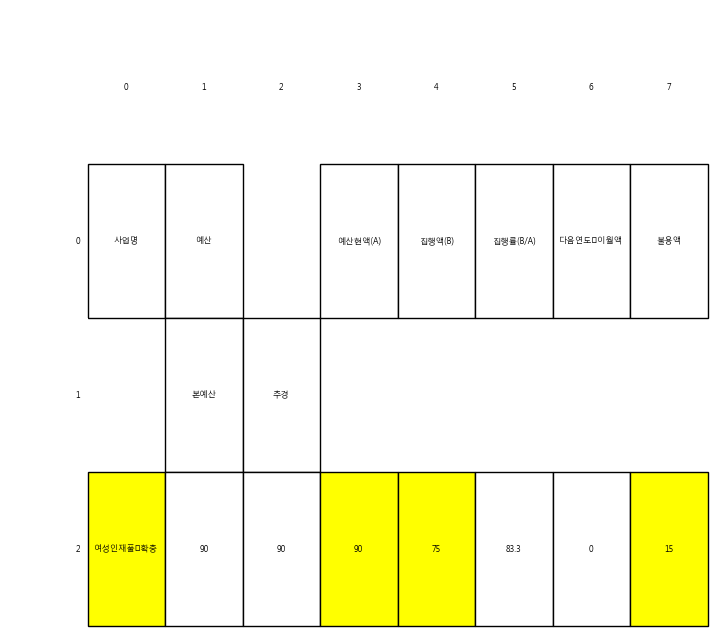 0 1 2 3 4 5 6 7
0 사업명 예산 예산현액(A) 집행액(B) 집행률(B/A) 다음연도□이월액 불용액
1 본예산 추경
2 여성인재풀□확충 90 90 90 75 83.3 0 15